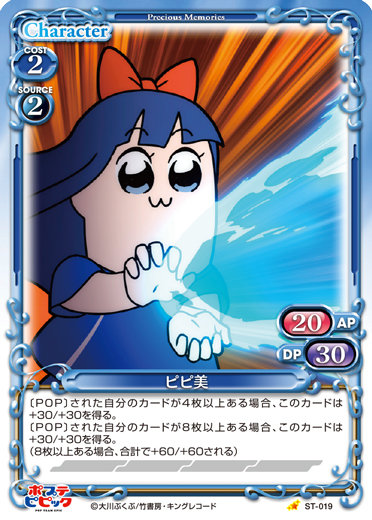 Precious Memories
Character
COST
2
SOURCE
2
20 AP
DP 30
ピピ美
［POP］された自分のカードが4枚以上ある場合、このカードは
+30/+30を得る。
［POP］された自分のカードが8枚以上ある場合、このカードは
+30/+30を得る。
（8枚以上ある場合、合計で+60/+60される）
ポプテ
ピピック
POP TEAM EPIC
©大川ぶくぶ/竹書房・キングレコード
ST-019